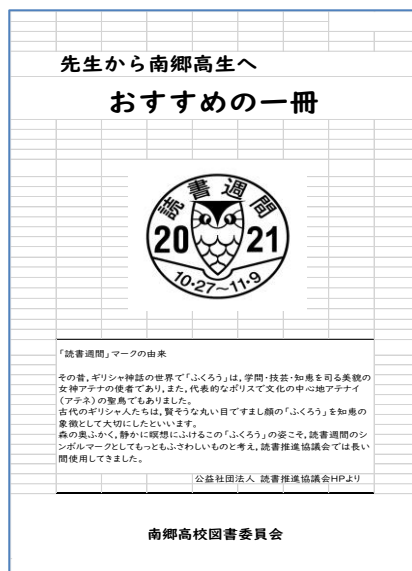 先生から南郷高生へ
おすすめの一冊
読書週間
20 21
10・27～11・9
「読書週間」マークの由来
その昔，ギリシャ神話の世界で「ふくろう」は，学問・技芸・知恵を司る美貌の
女神アテナの使者であり，また，代表的なポリスで文化の中心地アテナイ
（アテネ）の聖鳥でもありました。
古代のギリシャ人たちは，賢そうな丸い目ですまし顔の「ふくろう」を知恵の
象徴として大切にしたといいます。
森の奥ふかく，静かに瞑想にふけるこの「ふくろう」の姿こそ，読書週間のシ
ンボルマークとしてもっともふさわしいものと考え，読書推進協議会では長い
間使用してきました。
公益社団法人 読書推進協議会HPより
南郷高校図書委員会